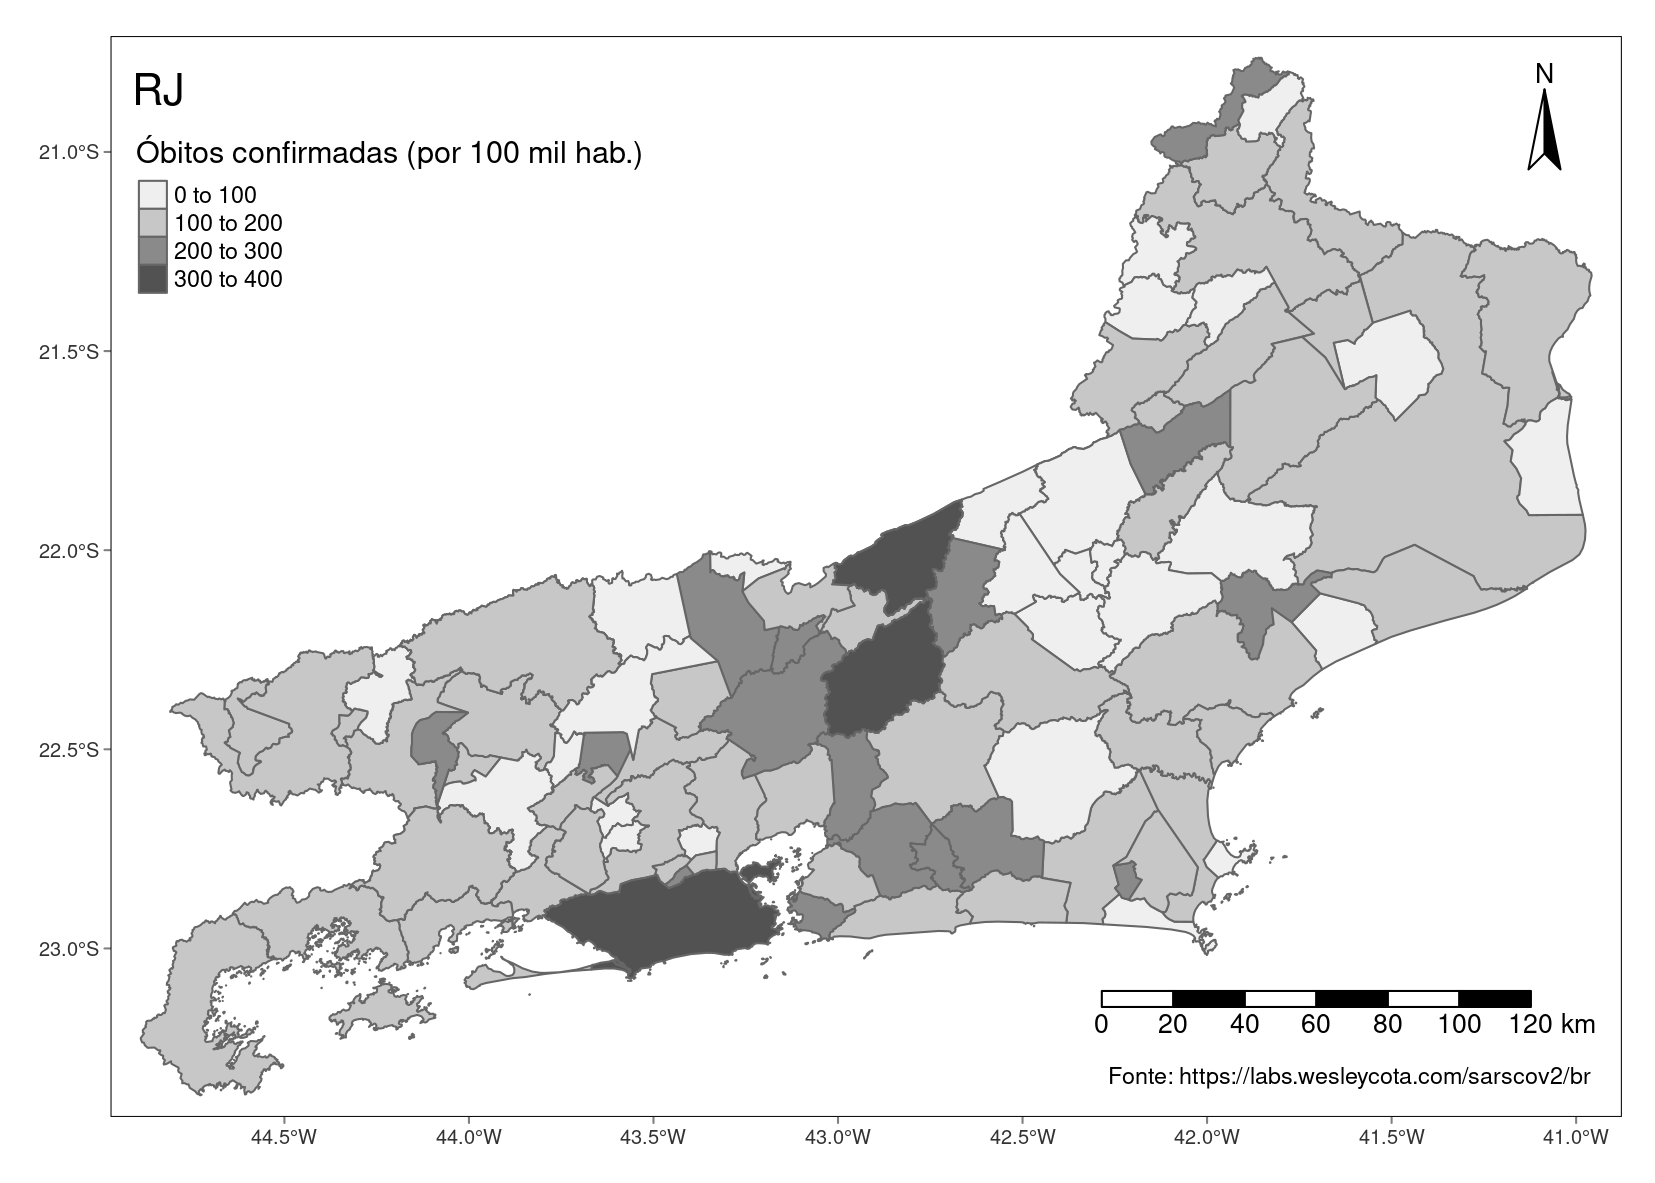 RJ
N
Óbitos confirmadas (por 100 mil hab.)
0 to 100
100 to 200
200 to 300
300 to 400
21.0°S
21.5°S
22.0°S
22.5°S
23.0°S
0 20 40 60 80 100 120 km
Fonte: https://labs.wesleycota.com/sarscov2/br
44.5°W 44.0°W 43.5°W 43.0°W 42.5°W 42.0°W 41.5°W 41.0°W